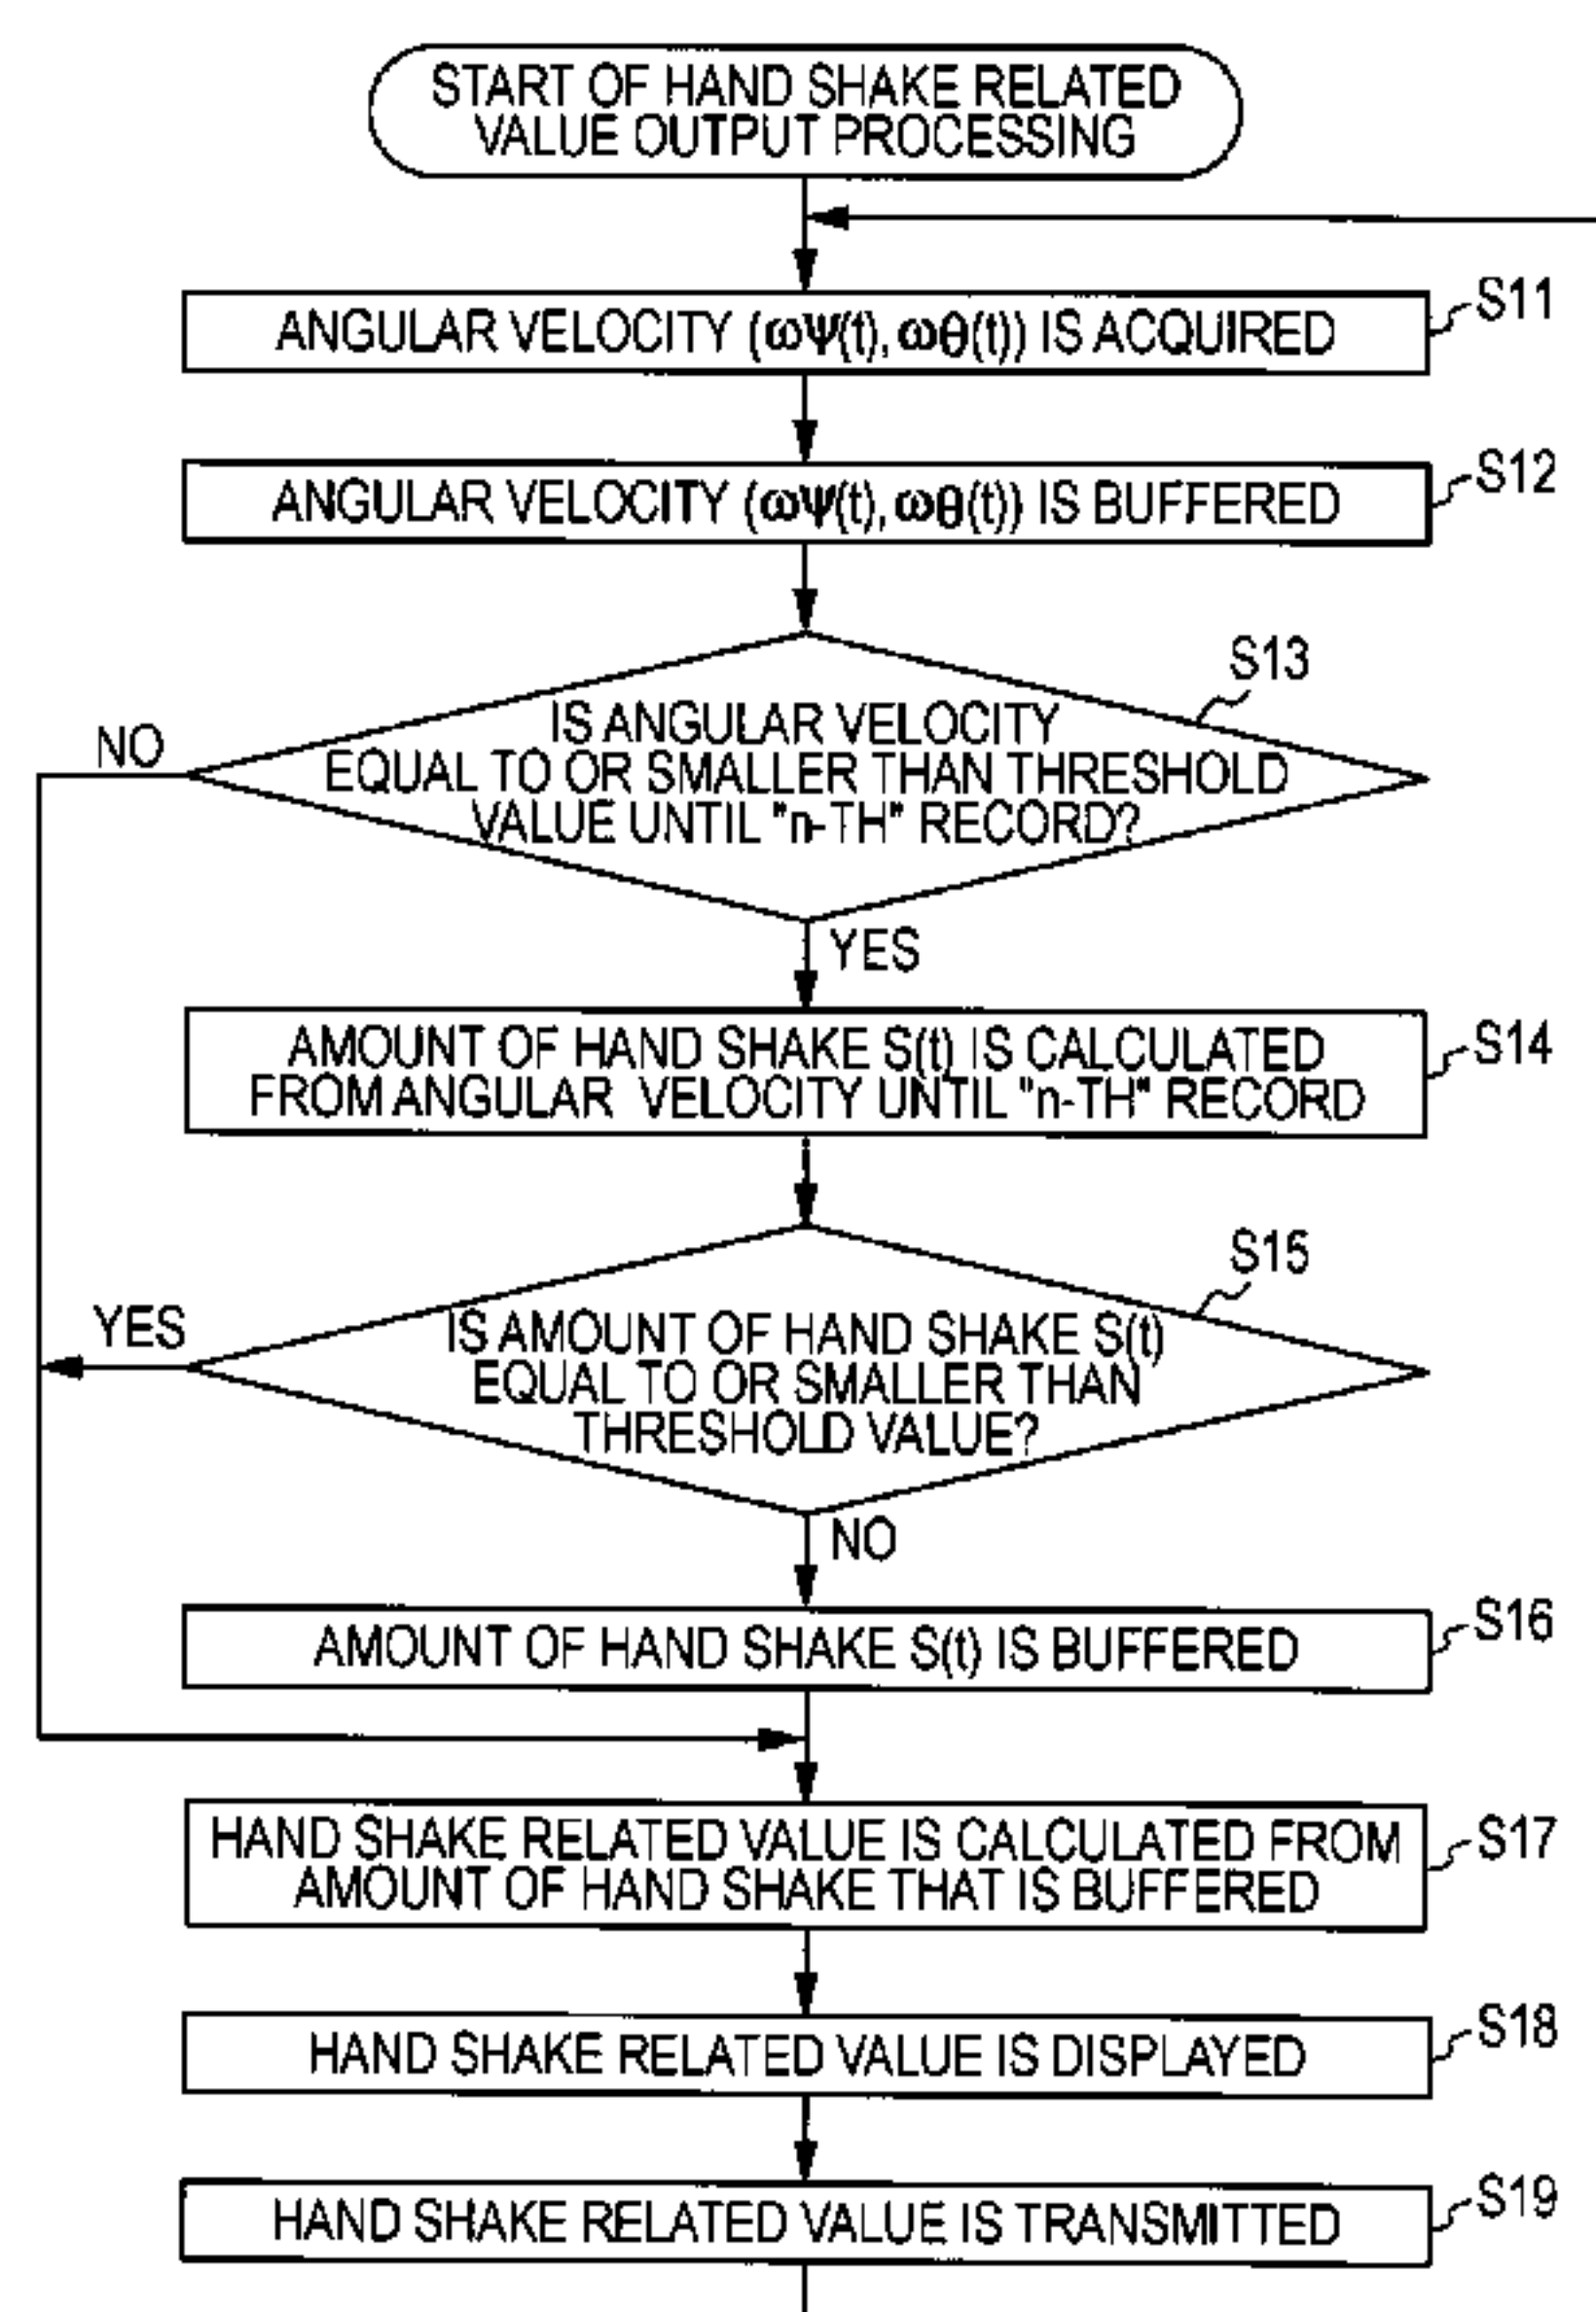 START OF HAND SHAKE RELATED
VALUE OUTPUT PROCESSING
ANGULAR VELOCITY (ωΨ(t), ωθ(t)) IS ACQUIRED
S11
ANGULAR VELOCITY (ωΨ(t), ωθ(t)) IS BUFFERED
S12
S13
IS ANGULAR VELOCITY
EQUAL TO OR SMALLER THAN THRESHOLD
VALUE UNTIL "n-TH" RECORD?
NO
YES
AMOUNT OF HAND SHAKE S(t) IS CALCULATED
FROM ANGULAR VELOCITY UNTIL "n-TH" RECORD
S14
S15
IS AMOUNT OF HAND SHAKE S(t)
EQUAL TO OR SMALLER THAN
THRESHOLD VALUE?
YES
NO
AMOUNT OF HAND SHAKE S(t) IS BUFFERED
S16
HAND SHAKE RELATED VALUE IS CALCULATED FROM
AMOUNT OF HAND SHAKE THAT IS BUFFERED
S17
HAND SHAKE RELATED VALUE IS DISPLAYED
S18
HAND SHAKE RELATED VALUE IS TRANSMITTED
S19